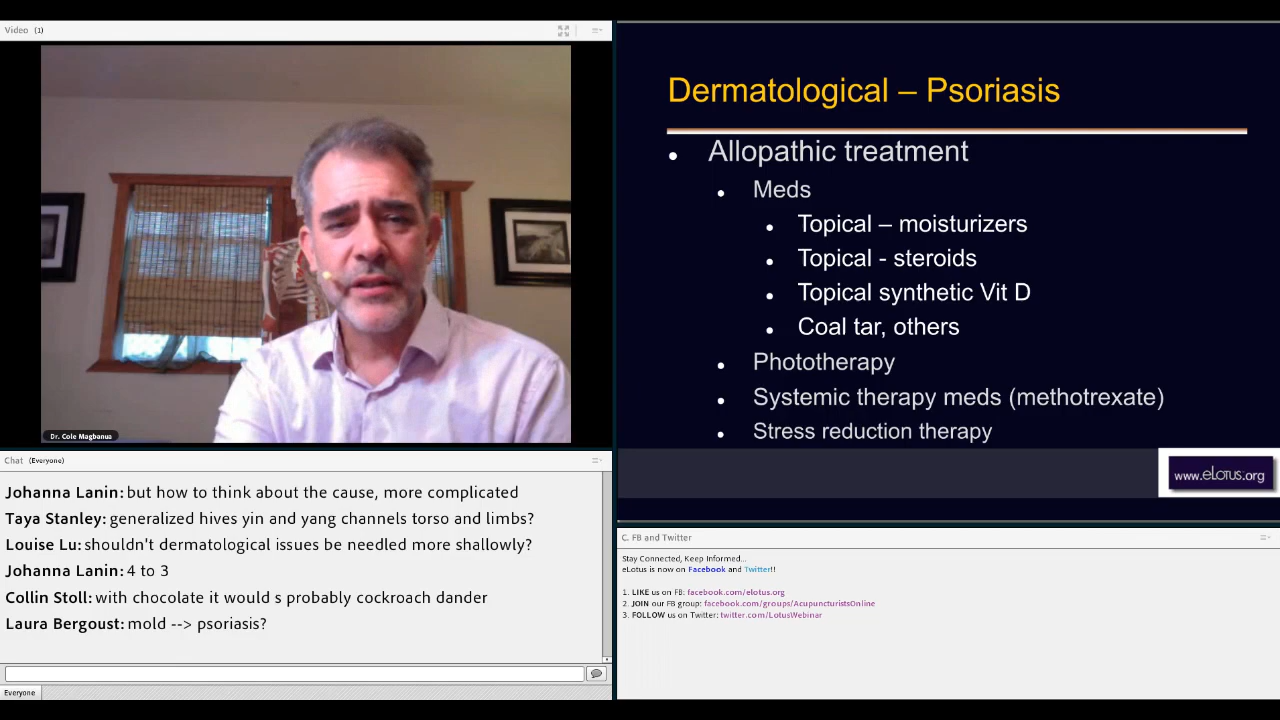 Video (1)
Dr. Cole Magbanua
Chat (Everyone)
Johanna Lanin: but how to think about the cause, more complicated
Taya Stanley: generalized hives yin and yang channels torso and limbs?
Louise Lu: shouldn't dermatological issues be needled more shallowly?
Johanna Lanin: 4 to 3
Collin Stoll: with chocolate it would s probably cockroach dander
Laura Bergoust: mold --> psoriasis?
Everyone
Dermatological – Psoriasis
• Allopathic treatment
• Meds
• Topical – moisturizers
• Topical - steroids
• Topical synthetic Vit D
• Coal tar, others
• Phototherapy
• Systemic therapy meds (methotrexate)
• Stress reduction therapy
www.eLotus.org
C. FB and Twitter
Stay Connected, Keep Informed...
eLotus is now on Facebook and Twitter!!
1. LIKE us on FB: facebook.com/elotus.org
2. JOIN our FB group: facebook.com/groups/AcupuncturistsOnline
3. FOLLOW us on Twitter: twitter.com/LotusWebinar